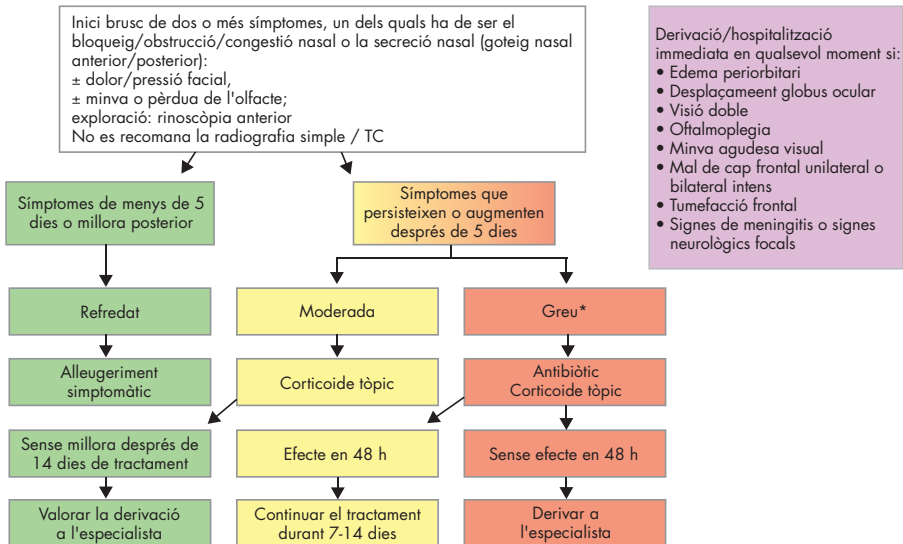 Inici brusc de dos o més símptomes, un dels quals ha de ser el
bloqueig/obstrucció/congestió nasal o la secreció nasal (goteig nasal
anterior/posterior):
± dolor/pressió facial,
± minva o pèrdua de l'olfacte;
exploració: rinoscòpia anterior
No es recomana la radiografia simple / TC
Derivació/hospitalització
immediata en qualsevol moment si:
• Edema periorbitari
• Desplaçameent globus ocular
• Visió doble
• Oftalmoplegia
• Minva agudesa visual
• Mal de cap frontal unilateral o
bilateral intens
• Tumefacció frontal
• Signes de meningitis o signes
neurològics focals
Símptomes de menys de 5
dies o millora posterior
Símptomes que
persisteixen o augmenten
després de 5 dies
Refredat
Moderada
Greu*
Alleugeriment
simptomàtic
Corticoide tòpic
Antibiòtic
Corticoide tòpic
Sense millora després de
14 dies de tractament
Efecte en 48 h
Sense efecte en 48 h
Valorar la derivació
a l'especialista
Continuar el tractament
durant 7-14 dies
Derivar a
l'especialista